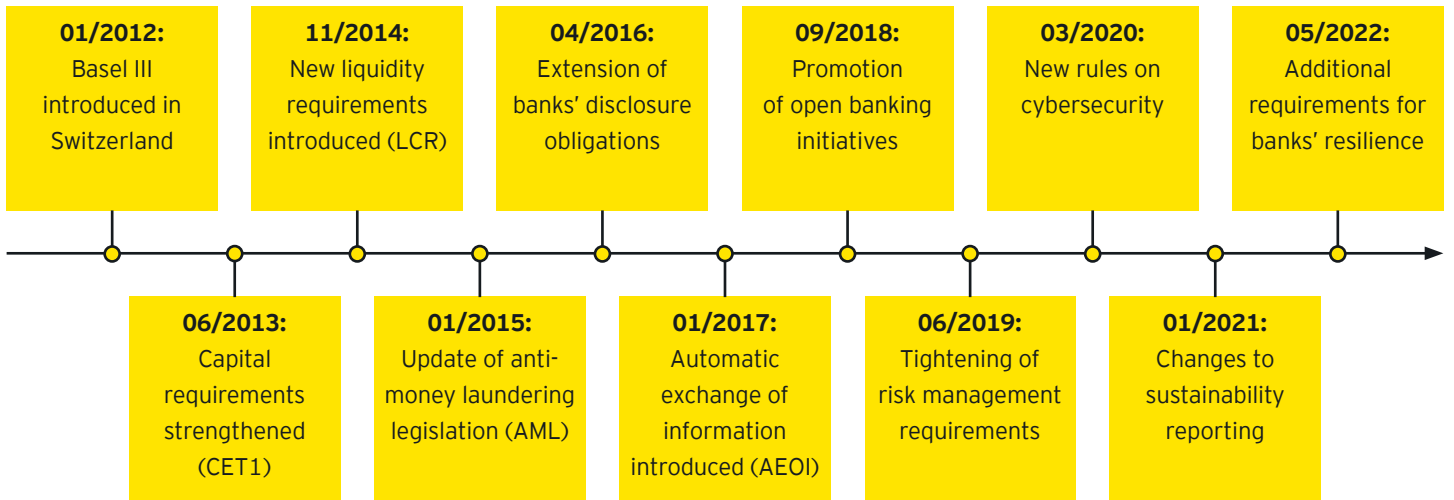 01/2012:
Basel III
introduced in
Switzerland
11/2014:
New liquidity
requirements
introduced (LCR)
04/2016:
Extension of
banks’ disclosure
obligations
09/2018:
Promotion
of open banking
initiatives
03/2020:
New rules on
cybersecurity
05/2022:
Additional
requirements for
banks’ resilience
06/2013:
Capital
requirements
strengthened
(CET1)
01/2015:
Update of anti-
money laundering
legislation (AML)
01/2017:
Automatic
exchange of
information
introduced (AEOI)
06/2019:
Tightening of
risk management
requirements
01/2021:
Changes to
sustainability
reporting